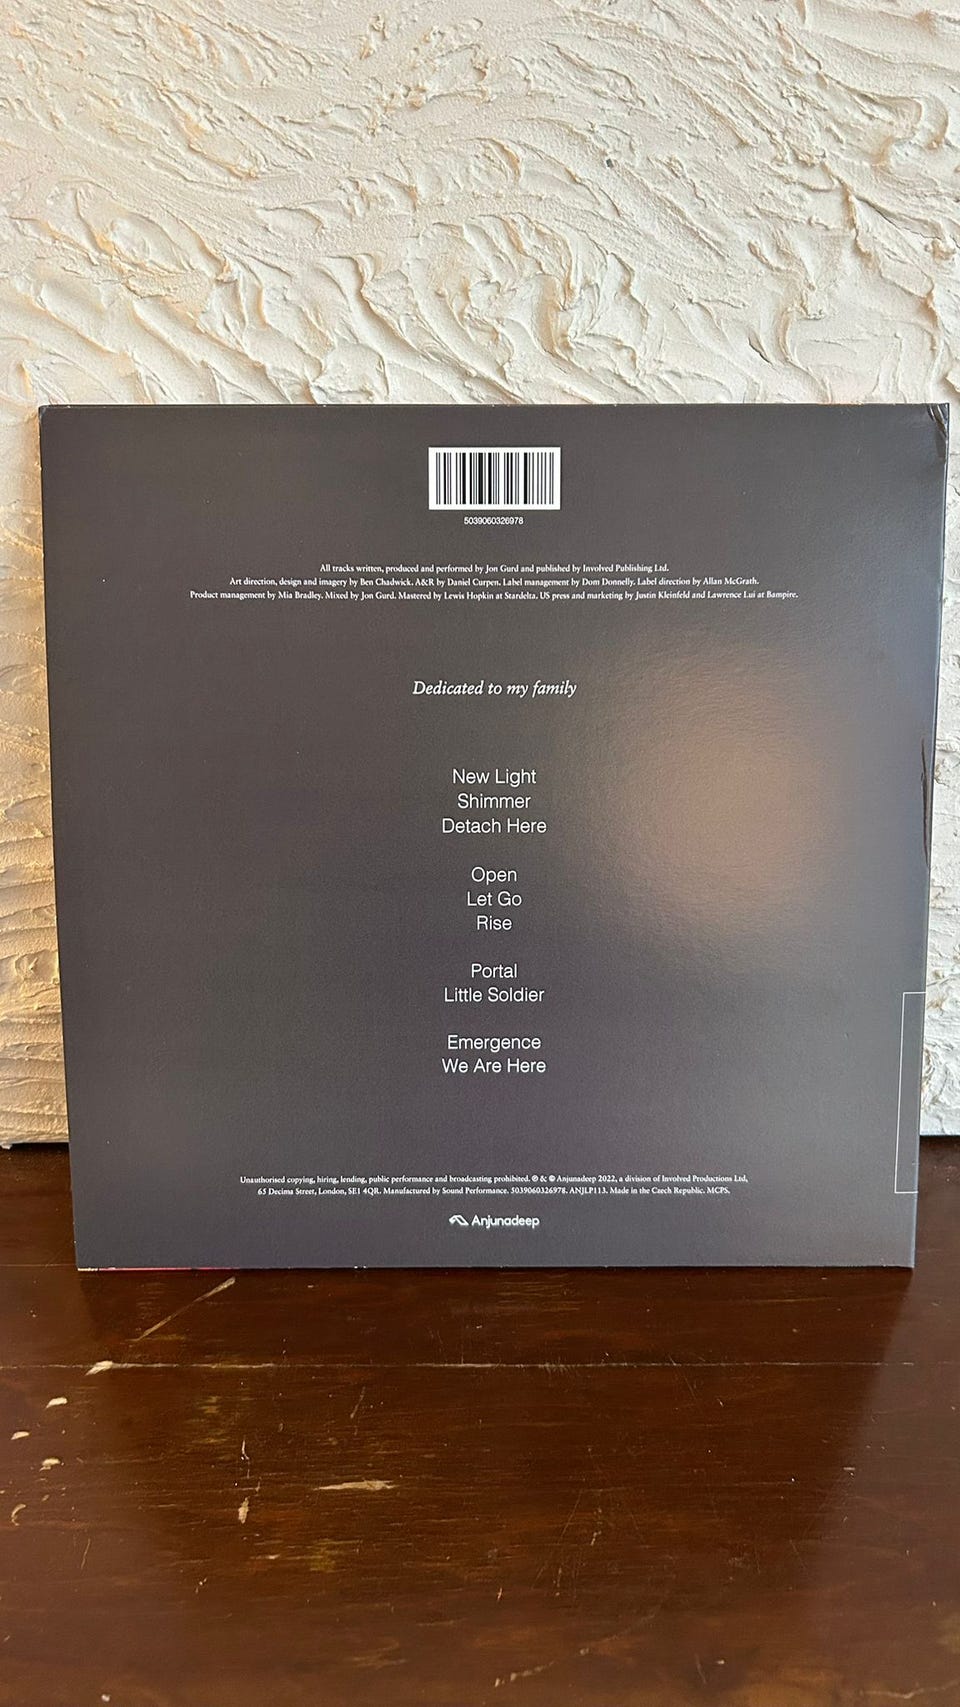 5039060326978
All tracks written, produced and performed by Jon Gurd and published by Involved Publishing Ltd.
Art direction, design and imagery by Ben Chadwick. A&R by Daniel Curpen. Label management by Dom Donnelly. Label direction by Allan McGrath.
Product management by Mia Bradley. Mixed by Jon Gurd. Mastered by Lewis Hopkin at Stardelta. US press and marketing by Justin Kleinfeld and Lawrence Lui at Bampire.
Dedicated to my family
New Light
Shimmer
Detach Here
Open
Let Go
Rise
Portal
Little Soldier
Emergence
We Are Here
Unauthorised copying, hiring, lending, public performance and broadcasting prohibited. ℗ & © Anjunadeep 2022, a division of Involved Productions Ltd,
65 Decima Street, London, SE1 4QR. Manufactured by Sound Performance. 5039060326978. ANJLP113. Made in the Czech Republic. MCPS.
Anjunadeep